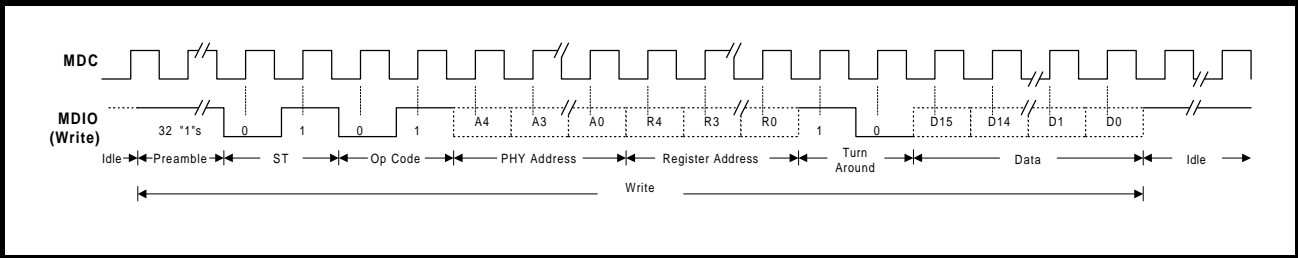 MDC
MDIO
(Write)
A4 A3 A0 R4 R3 R0 D15 D14 D1 D0
32 "1"s 0 1 0 1 1 0
Idle Preamble ST Op Code PHY Address Register Address Turn Around Data Idle
Write